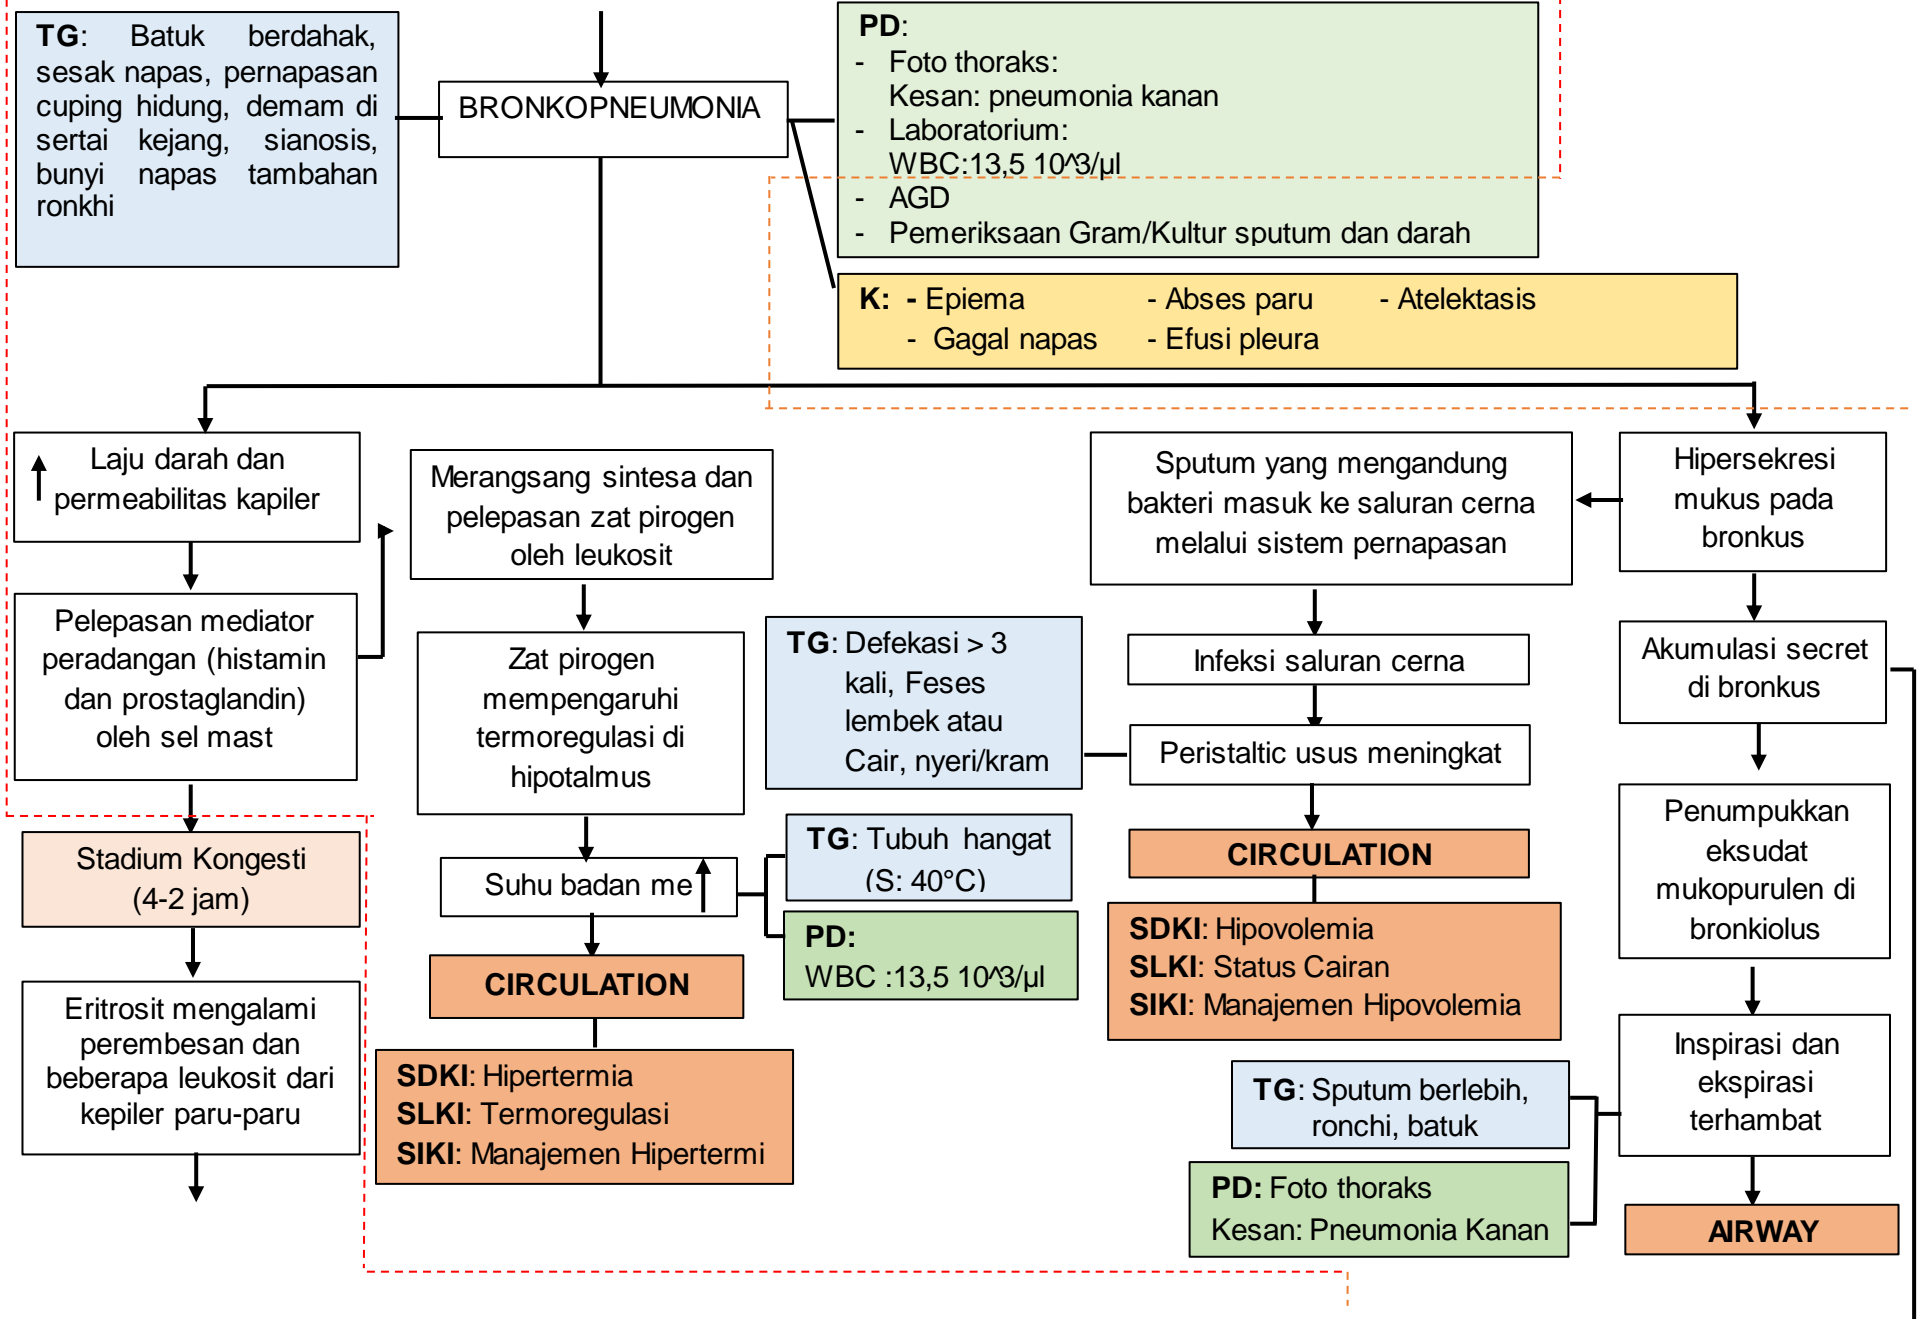 TG: Batuk berdahak,
sesak napas, pernapasan
cuping hidung, demam di
sertai kejang, sianosis,
bunyi napas tambahan
ronkhi
BRONKOPNEUMONIA
PD:
- Foto thoraks:
Kesan: pneumonia kanan
- Laboratorium:
WBC:13,5 10^3/µl
- AGD
- Pemeriksaan Gram/Kultur sputum dan darah
K: - Epiema - Abses paru - Atelektasis
- Gagal napas - Efusi pleura
Laju darah dan
permeabilitas kapiler
Merangsang sintesa dan
pelepasan zat pirogen
oleh leukosit
Sputum yang mengandung
bakteri masuk ke saluran cerna
melalui sistem pernapasan
Hipersekresi
mukus pada
bronkus
Pelepasan mediator
peradangan (histamin
dan prostaglandin)
oleh sel mast
Zat pirogen
mempengaruhi
termoregulasi di
hipotalmus
TG: Defekasi > 3
kali, Feses
lembek atau
Cair, nyeri/kram
Infeksi saluran cerna
Peristaltic usus meningkat
Akumulasi secret
di bronkus
Stadium Kongesti
(4-2 jam)
Suhu badan me
TG: Tubuh hangat
(S: 40°C)
PD:
WBC :13,5 10^3/µl
CIRCULATION
SDKI: Hipovolemia
SLKI: Status Cairan
SIKI: Manajemen Hipovolemia
Penumpukkan
eksudat
mukopurulen di
bronkiolus
Eritrosit mengalami
perembesan dan
beberapa leukosit dari
kepiler paru-paru
CIRCULATION
SDKI: Hipertermia
SLKI: Termoregulasi
SIKI: Manajemen Hipertermi
Inspirasi dan
ekspirasi
terhambat
TG: Sputum berlebih,
ronchi, batuk
PD: Foto thoraks
Kesan: Pneumonia Kanan
AIRWAY